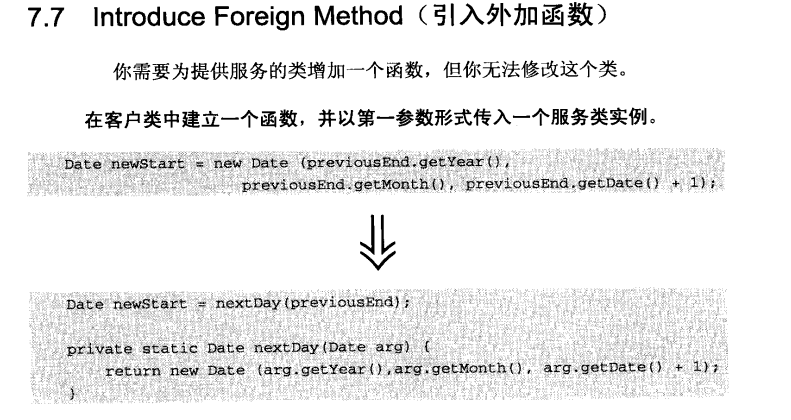 7.7 Introduce Foreign Method（引入外加函数）
你需要为提供服务的类增加一个函数，但你无法修改这个类。
在客户类中建立一个函数，并以第一参数形式传入一个服务类实例。
Date newStart = new Date (previousEnd.getYear(),
previousEnd.getMonth(), previousEnd.getDate() + 1);
Date newStart = nextDay(previousEnd);
private static Date nextDay(Date arg) {
return new Date (arg.getYear(),arg.getMonth(), arg.getDate() + 1);
}